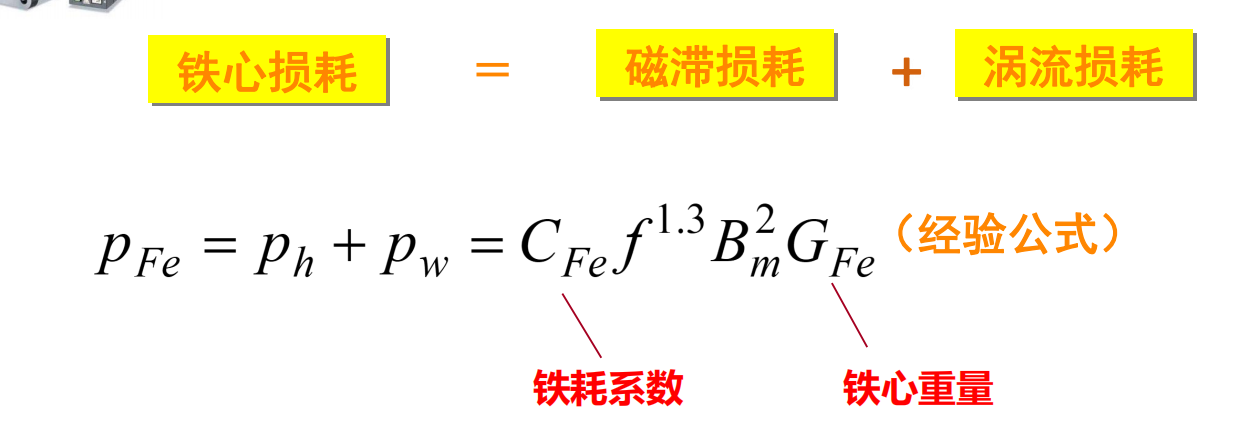 铁心损耗 = 磁滞损耗 + 涡流损耗
p_{Fe} = p_h + p_w = C_{Fe} f^{1.3} B_m^2 G_{Fe}（经验公式）
铁耗系数 铁心重量